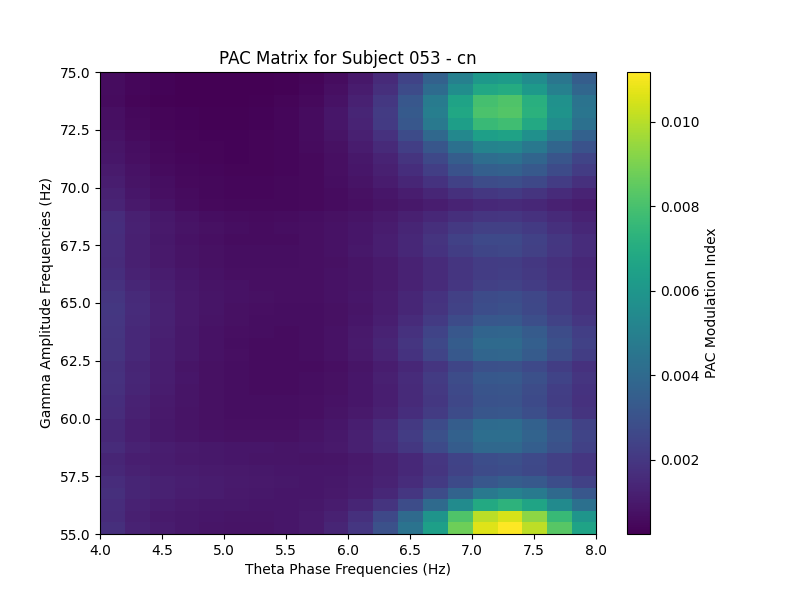 PAC Matrix for Subject 053 - cn
75.0
72.5
70.0
67.5
65.0
62.5
60.0
57.5
55.0
Gamma Amplitude Frequencies (Hz)
4.0 4.5 5.0 5.5 6.0 6.5 7.0 7.5 8.0
Theta Phase Frequencies (Hz)
0.010
0.008
0.006
0.004
0.002
PAC Modulation Index